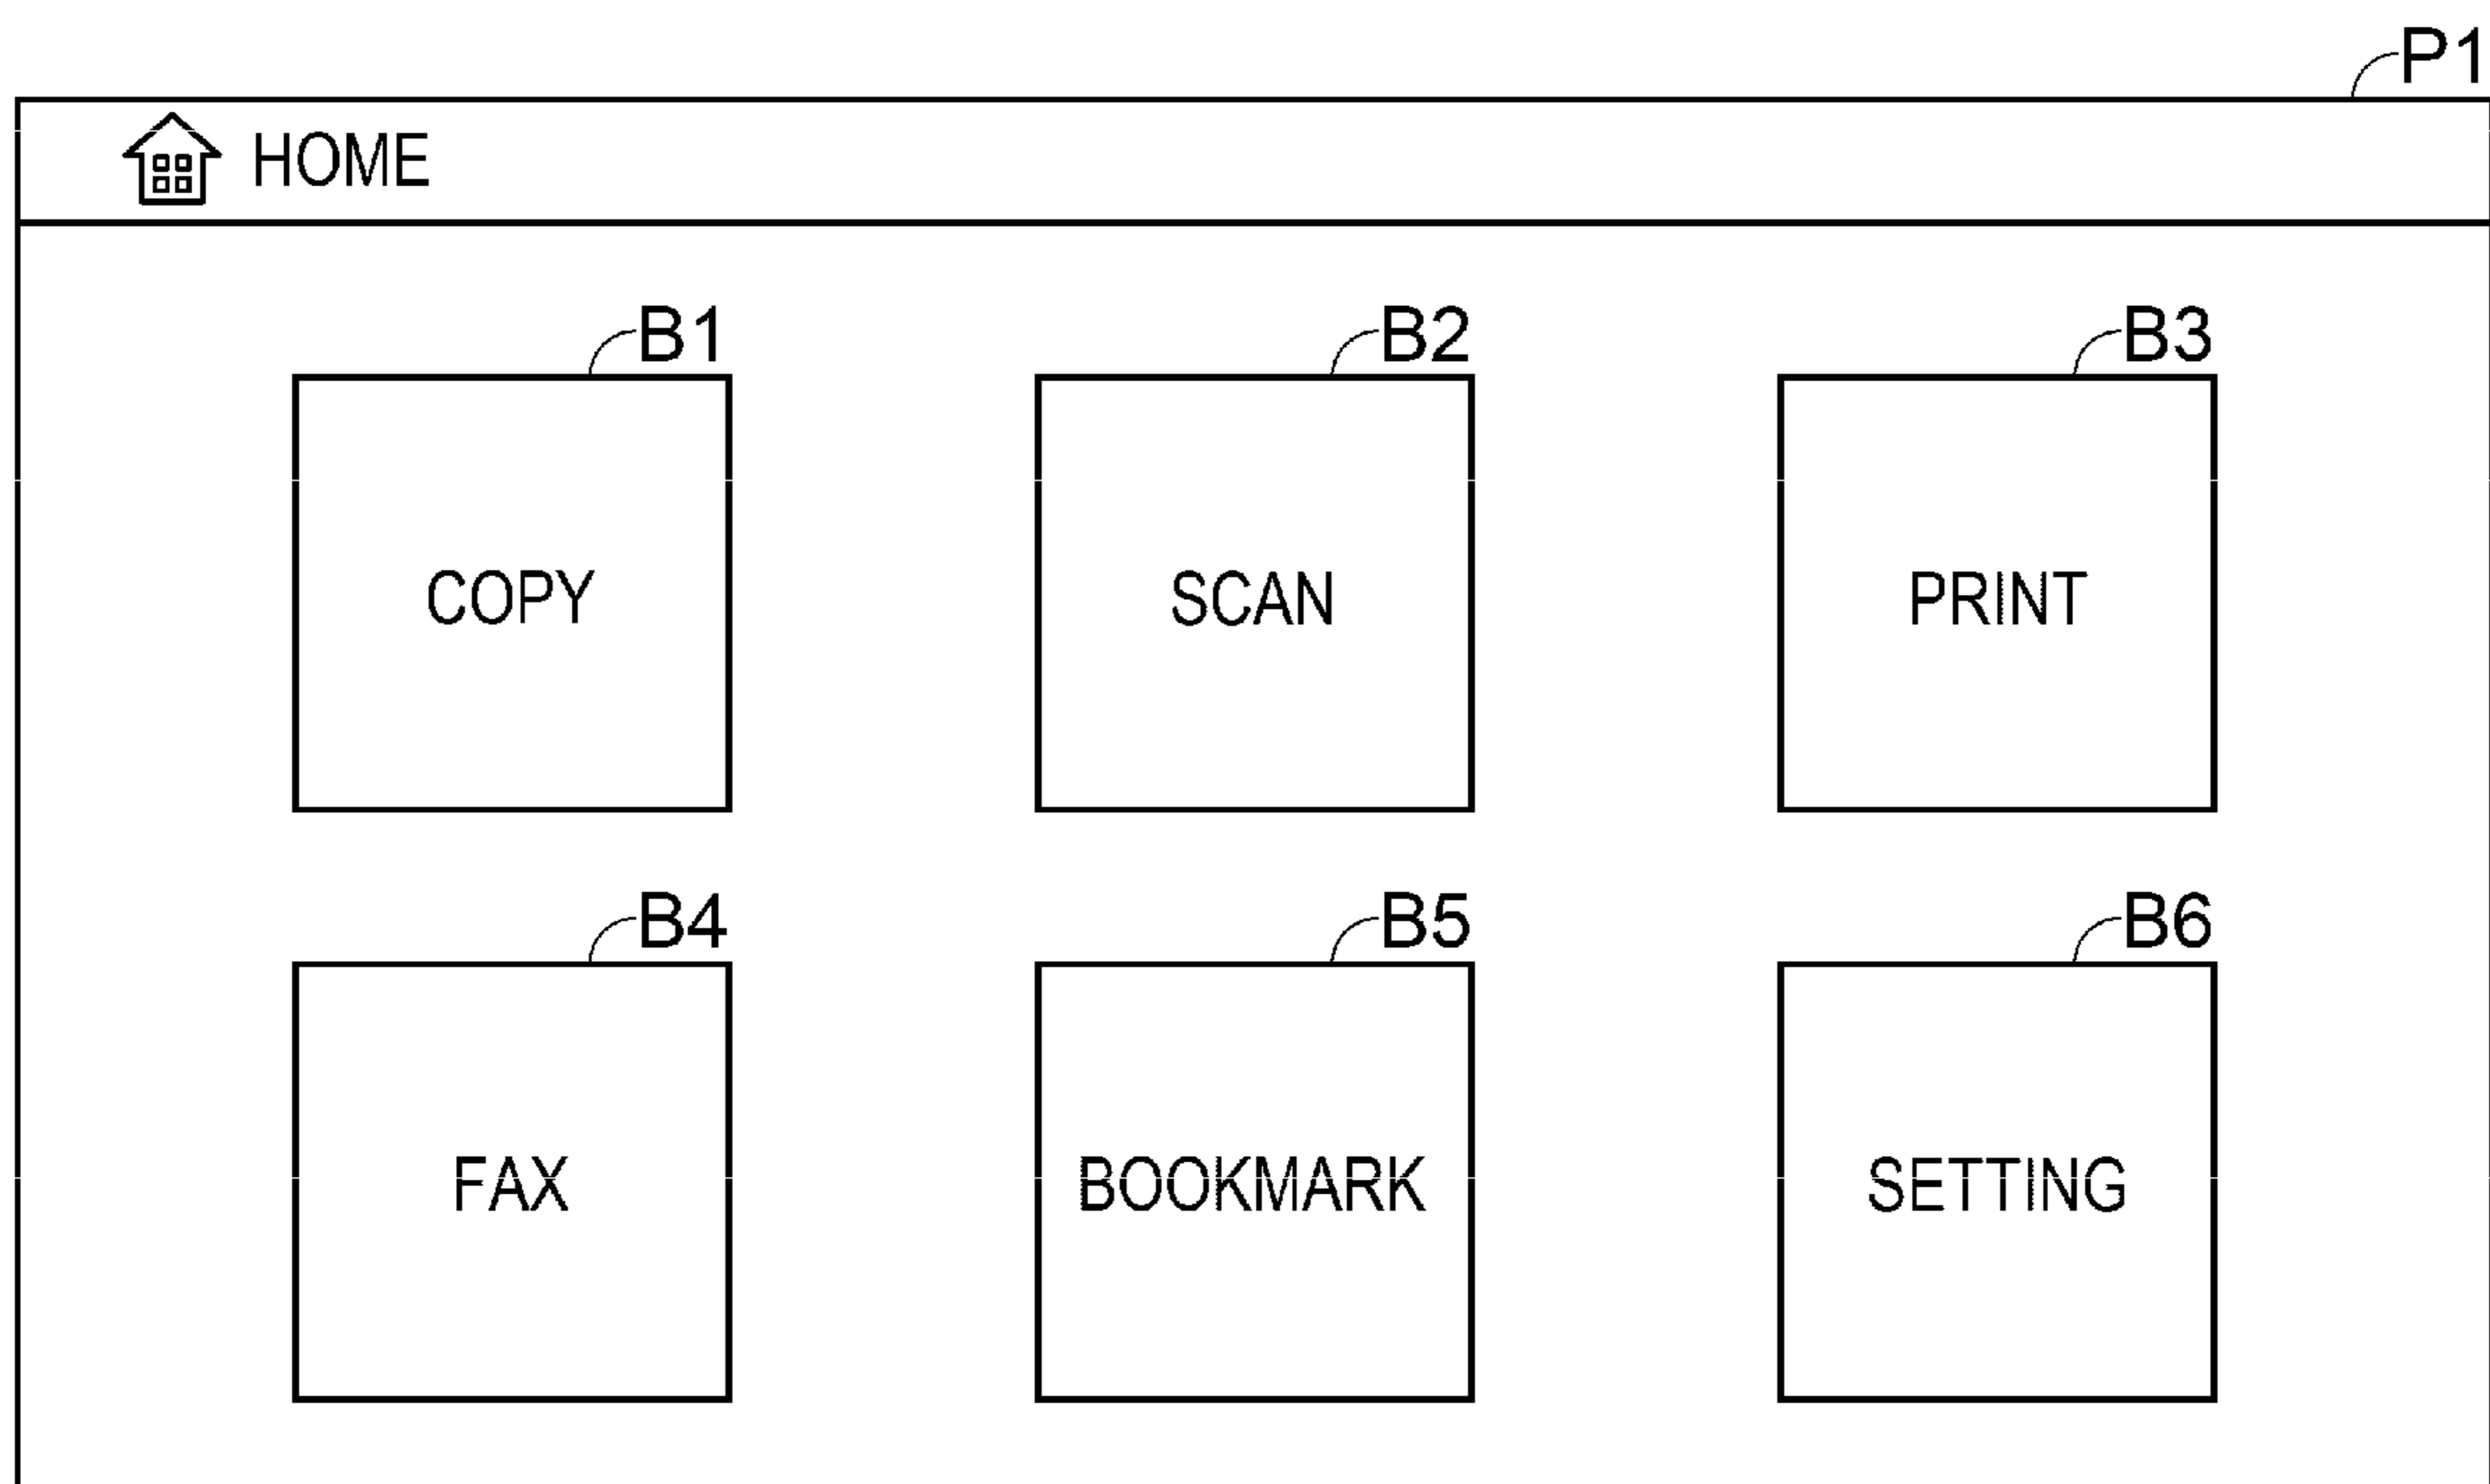 P1
HOME
B1 B2 B3
COPY SCAN PRINT
B4 B5 B6
FAX BOOKMARK SETTING